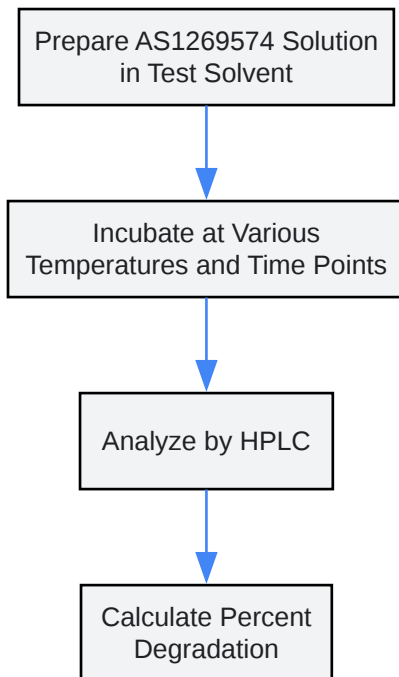 Prepare AS1269574 Solution
in Test Solvent
Incubate at Various
Temperatures and Time Points
Analyze by HPLC
Calculate Percent
Degradation